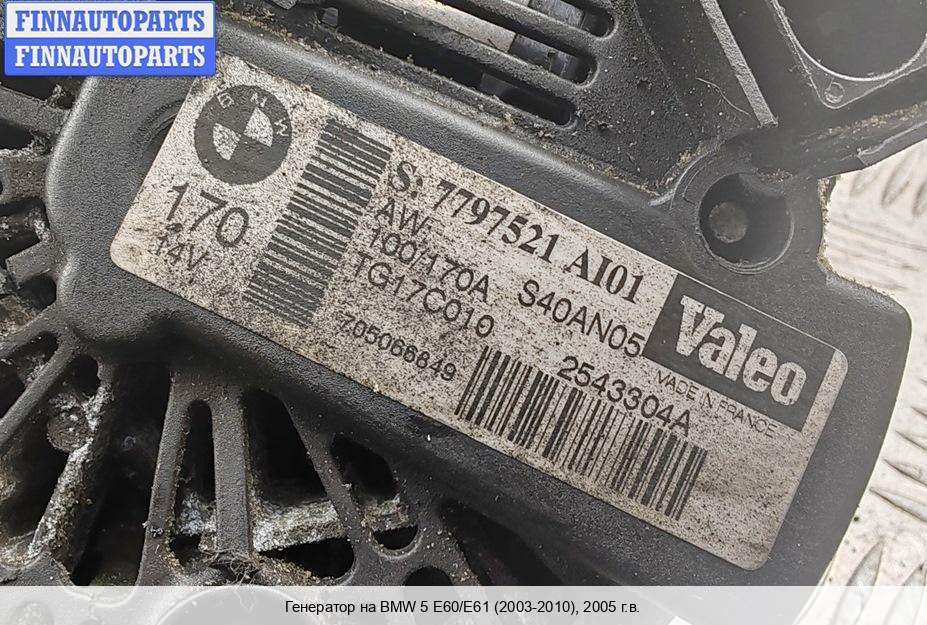 FINNAUTOPARTS
FINNAUTOPARTS
BMW
170
14V
S: 7797521 AI01
AW
100/170A S40AN05
TG17C010 2543304A
705066849
Valeo
MADE IN FRANCE
Генератор на BMW 5 E60/E61 (2003-2010), 2005 г.в.